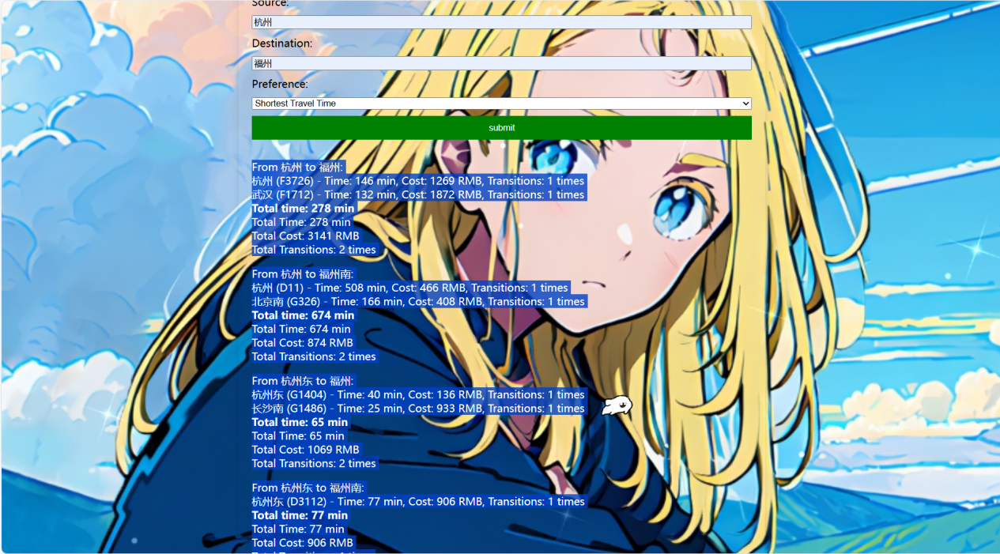 Source:
杭州
Destination:
福州
Preference:
Shortest Travel Time
submit
From 杭州 to 福州:
杭州 (F3726) - Time: 146 min, Cost: 1269 RMB, Transitions: 1 times
武汉 (F1712) - Time: 132 min, Cost: 1872 RMB, Transitions: 1 times
Total time: 278 min
Total Time: 278 min
Total Cost: 3141 RMB
Total Transitions: 2 times
From 杭州 to 福州南:
杭州 (D11) - Time: 508 min, Cost: 466 RMB, Transitions: 1 times
北京南 (G326) - Time: 166 min, Cost: 408 RMB, Transitions: 1 times
Total time: 674 min
Total Time: 674 min
Total Cost: 874 RMB
Total Transitions: 2 times
From 杭州东 to 福州:
杭州东 (G1404) - Time: 40 min, Cost: 136 RMB, Transitions: 1 times
长沙南 (G1486) - Time: 25 min, Cost: 933 RMB, Transitions: 1 times
Total time: 65 min
Total Time: 65 min
Total Cost: 1069 RMB
Total Transitions: 2 times
From 杭州东 to 福州南:
杭州东 (D3112) - Time: 77 min, Cost: 906 RMB, Transitions: 1 times
Total time: 77 min
Total Time: 77 min
Total Cost: 906 RMB